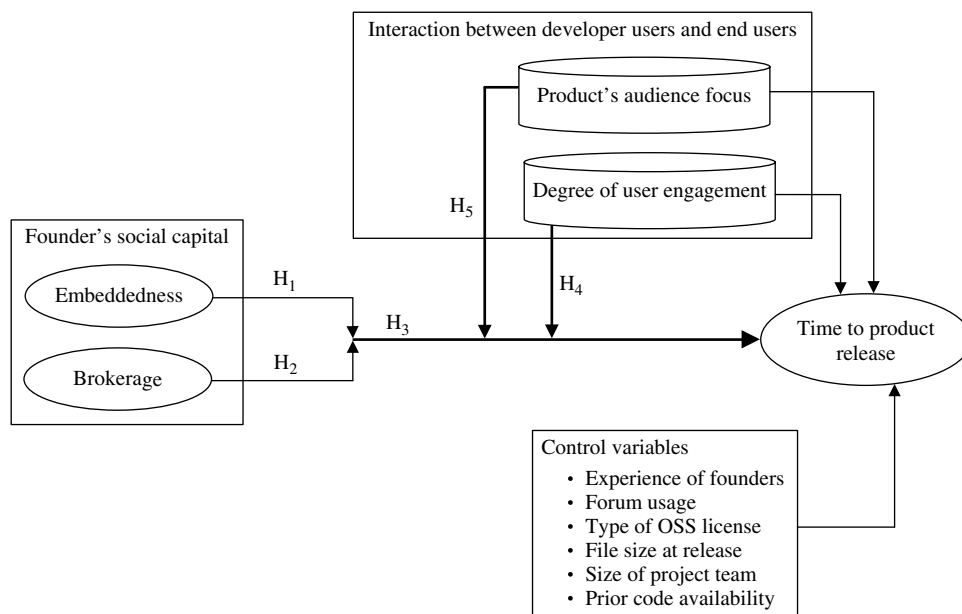 Interaction between developer users and end users
Product’s audience focus
Degree of user engagement
H5
H4
Founder’s social capital
Embeddedness
Brokerage
H1
H2
H3
Time to product
release
Control variables
• Experience of founders
• Forum usage
• Type of OSS license
• File size at release
• Size of project team
• Prior code availability